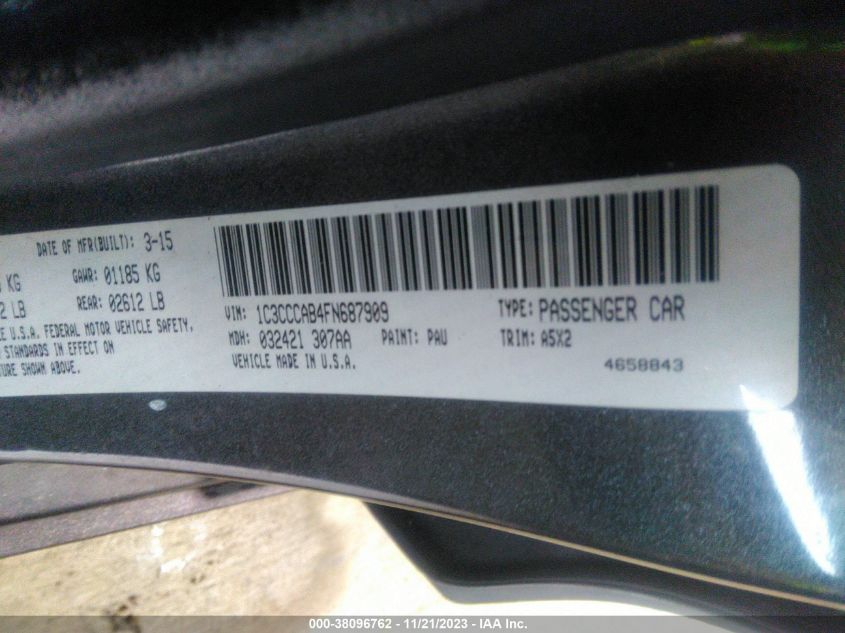 DATE OF MFR(BUILT): 3-15
KG GAWR: 01185 KG
LB REAR: 02612 LB
U.S.A. FEDERAL MOTOR VEHICLE SAFETY,
STANDARDS IN EFFECT ON
SHOWN ABOVE.
VIN: 1C3CCCAB4FN687909 TYPE: PASSENGER CAR
MDH: 032421 307AA PAINT: PAU TRIM: A5X2
VEHICLE MADE IN U.S.A. 4658843
000-38096762 - 11/21/2023 - IAA Inc.